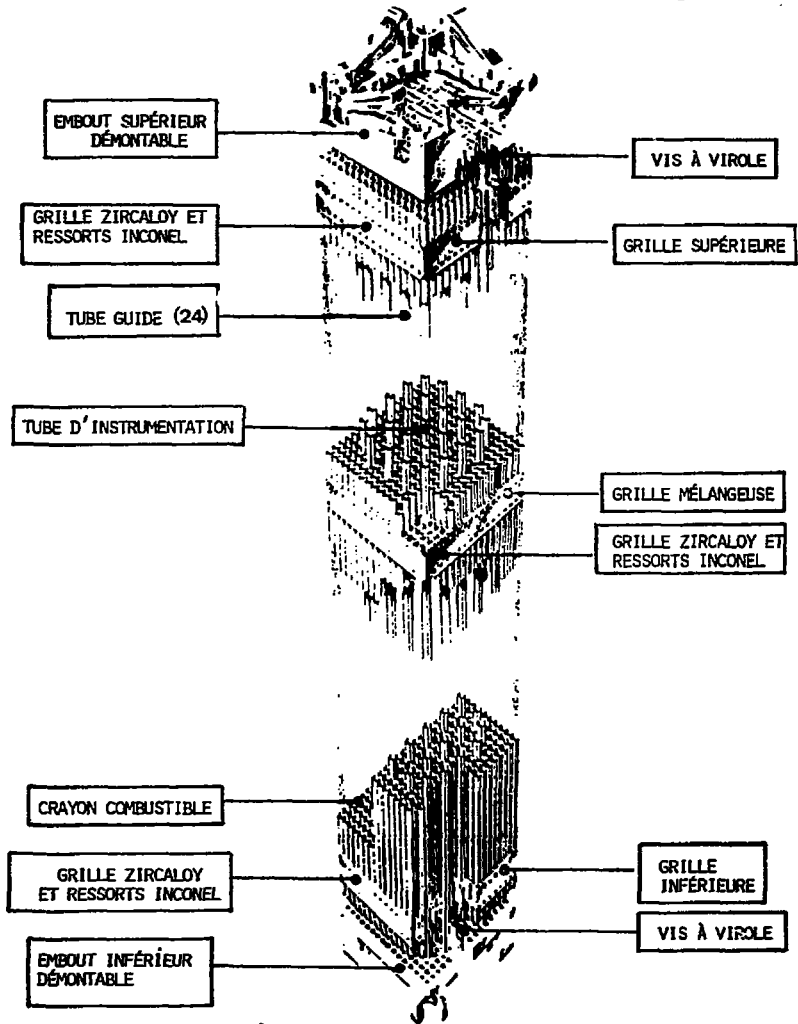 EMBOUT SUPÉRIEUR
DÉMONTABLE
VIS À VIROLE
GRILLE ZIRCALOY ET
RESSORTS INCONEL
GRILLE SUPÉRIEURE
TUBE GUIDE (24)
TUBE D'INSTRUMENTATION
GRILLE MÉLANGEUSE
GRILLE ZIRCALOY ET
RESSORTS INCONEL
CRAYON COMBUSTIBLE
GRILLE ZIRCALOY
ET RESSORTS INCONEL
GRILLE
INFÉRIEURE
VIS À VIROLE
EMBOUT INFÉRIEUR
DÉMONTABLE